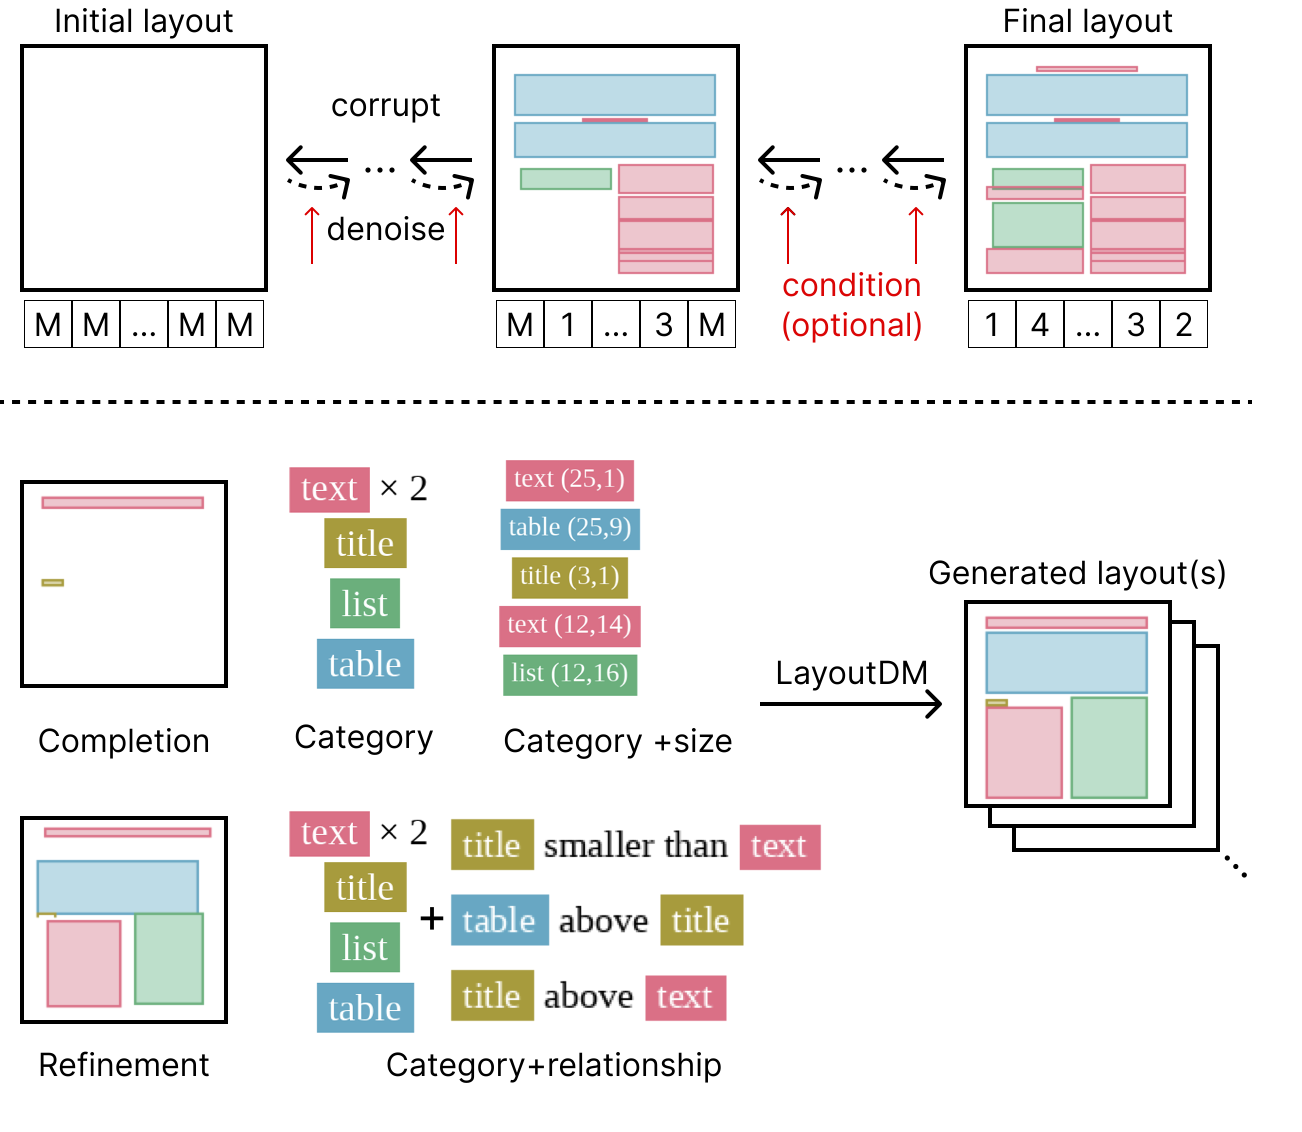 Initial layout
Final layout
corrupt
...
...
denoise
condition
(optional)
M M ... M M
M 1 ... 3 M
1 4 ... 3 2
text × 2
title
list
table
text (25,1)
table (25,9)
title (3,1)
text (12,14)
list (12,16)
Completion
Category
Category +size
LayoutDM
Generated layout(s)
text × 2
title
list
table
+
title smaller than text
table above title
title above text
Refinement
Category+relationship